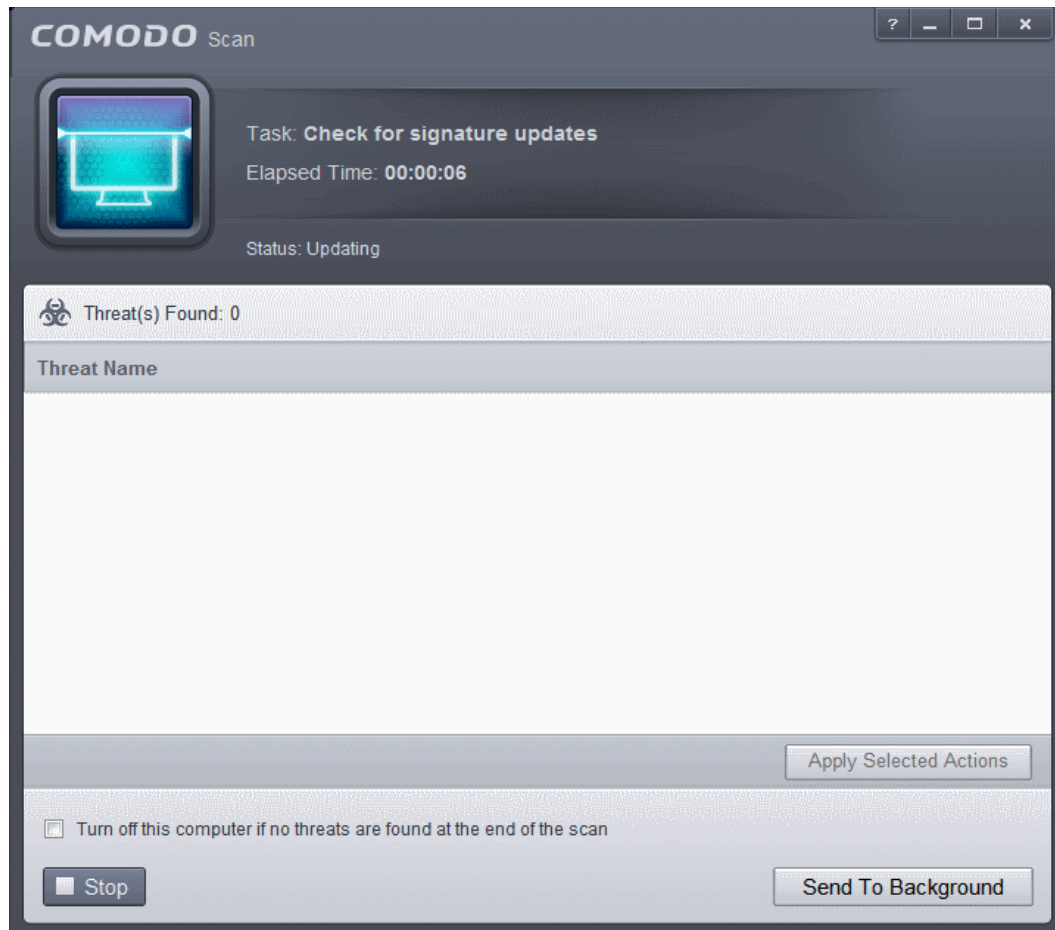 COMODO Scan
Task: Check for signature updates
Elapsed Time: 00:00:06
Status: Updating
Threat(s) Found: 0
Threat Name
Apply Selected Actions
Turn off this computer if no threats are found at the end of the scan
Stop
Send To Background